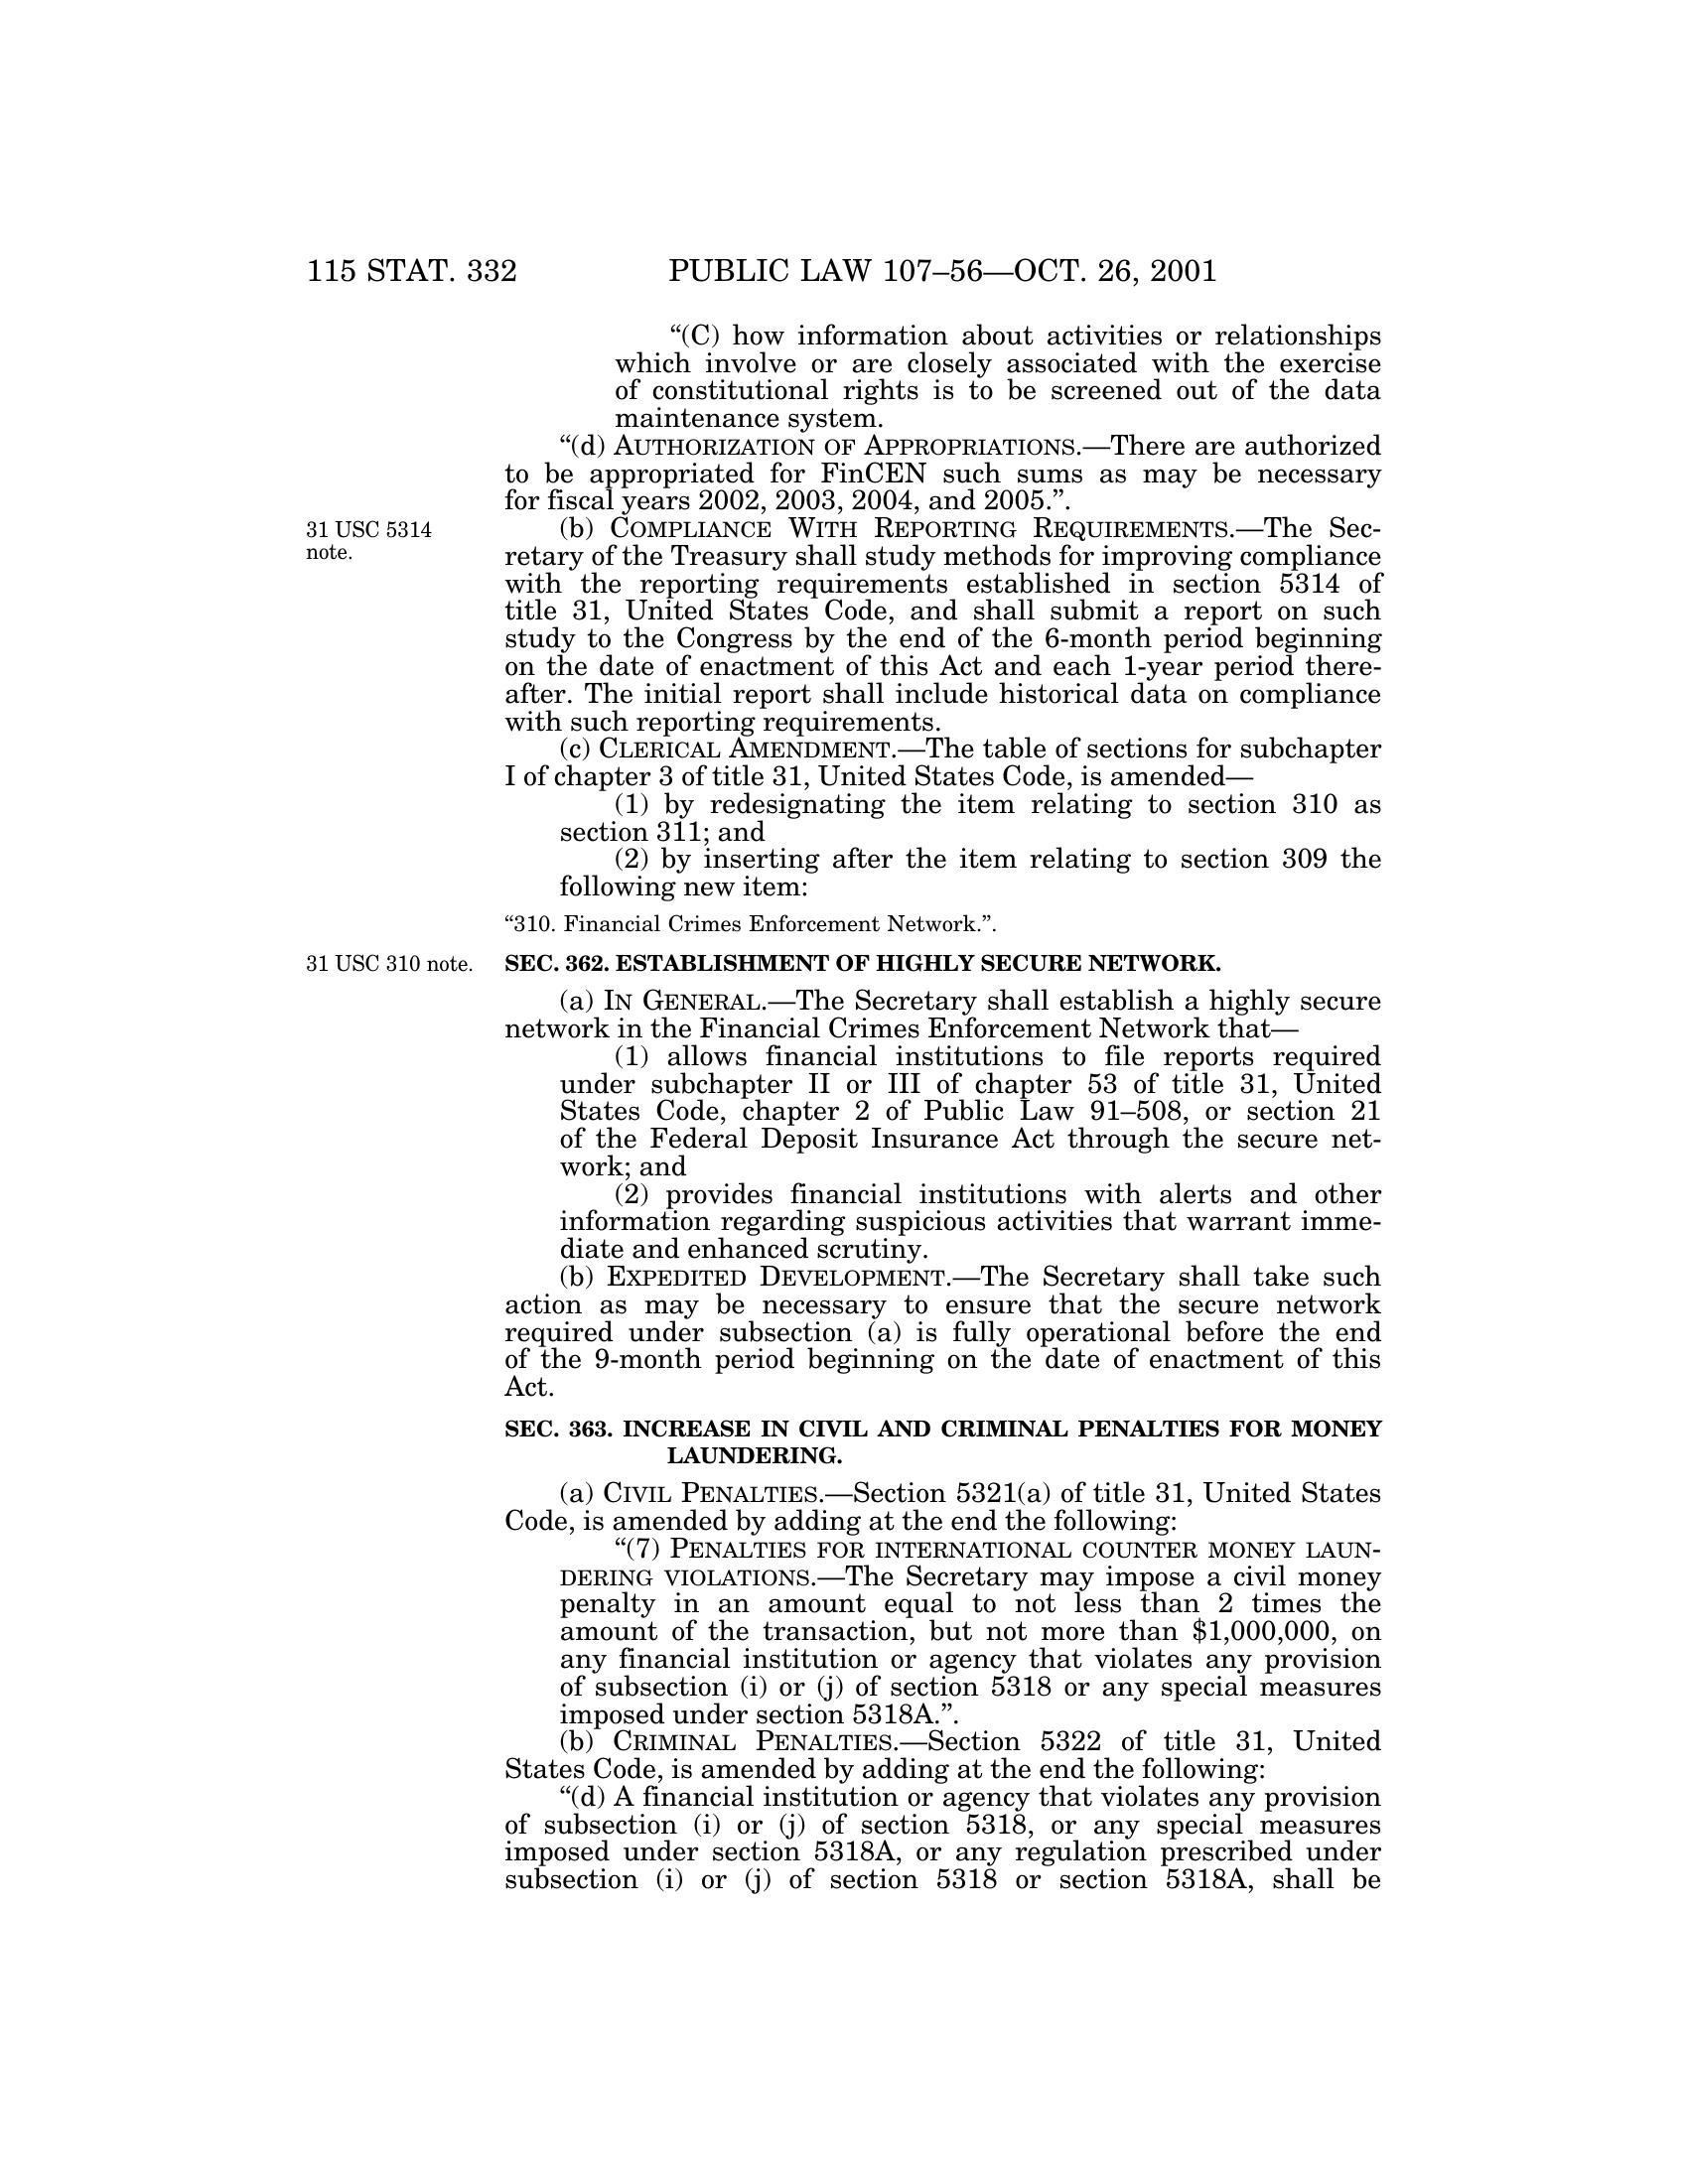 115 STAT. 332 PUBLIC LAW 107–56—OCT. 26, 2001
“(C) how information about activities or relationships
which involve or are closely associated with the exercise
of constitutional rights is to be screened out of the data
maintenance system.
“(d) AUTHORIZATION OF APPROPRIATIONS.—There are authorized
to be appropriated for FinCEN such sums as may be necessary
for fiscal years 2002, 2003, 2004, and 2005.”.
31 USC 5314
note.
(b) COMPLIANCE WITH REPORTING REQUIREMENTS.—The Sec-
retary of the Treasury shall study methods for improving compliance
with the reporting requirements established in section 5314 of
title 31, United States Code, and shall submit a report on such
study to the Congress by the end of the 6-month period beginning
on the date of enactment of this Act and each 1-year period there-
after. The initial report shall include historical data on compliance
with such reporting requirements.
(c) CLERICAL AMENDMENT.—The table of sections for subchapter
I of chapter 3 of title 31, United States Code, is amended—
(1) by redesignating the item relating to section 310 as
section 311; and
(2) by inserting after the item relating to section 309 the
following new item:
“310. Financial Crimes Enforcement Network.”.
31 USC 310 note.
SEC. 362. ESTABLISHMENT OF HIGHLY SECURE NETWORK.
(a) IN GENERAL.—The Secretary shall establish a highly secure
network in the Financial Crimes Enforcement Network that—
(1) allows financial institutions to file reports required
under subchapter II or III of chapter 53 of title 31, United
States Code, chapter 2 of Public Law 91–508, or section 21
of the Federal Deposit Insurance Act through the secure net-
work; and
(2) provides financial institutions with alerts and other
information regarding suspicious activities that warrant imme-
diate and enhanced scrutiny.
(b) EXPEDITED DEVELOPMENT.—The Secretary shall take such
action as may be necessary to ensure that the secure network
required under subsection (a) is fully operational before the end
of the 9-month period beginning on the date of enactment of this
Act.
SEC. 363. INCREASE IN CIVIL AND CRIMINAL PENALTIES FOR MONEY
LAUNDERING.
(a) CIVIL PENALTIES.—Section 5321(a) of title 31, United States
Code, is amended by adding at the end the following:
“(7) PENALTIES FOR INTERNATIONAL COUNTER MONEY LAUN-
DERING VIOLATIONS.—The Secretary may impose a civil money
penalty in an amount equal to not less than 2 times the
amount of the transaction, but not more than $1,000,000, on
any financial institution or agency that violates any provision
of subsection (i) or (j) of section 5318 or any special measures
imposed under section 5318A.”.
(b) CRIMINAL PENALTIES.—Section 5322 of title 31, United
States Code, is amended by adding at the end the following:
“(d) A financial institution or agency that violates any provision
of subsection (i) or (j) of section 5318, or any special measures
imposed under section 5318A, or any regulation prescribed under
subsection (i) or (j) of section 5318 or section 5318A, shall be